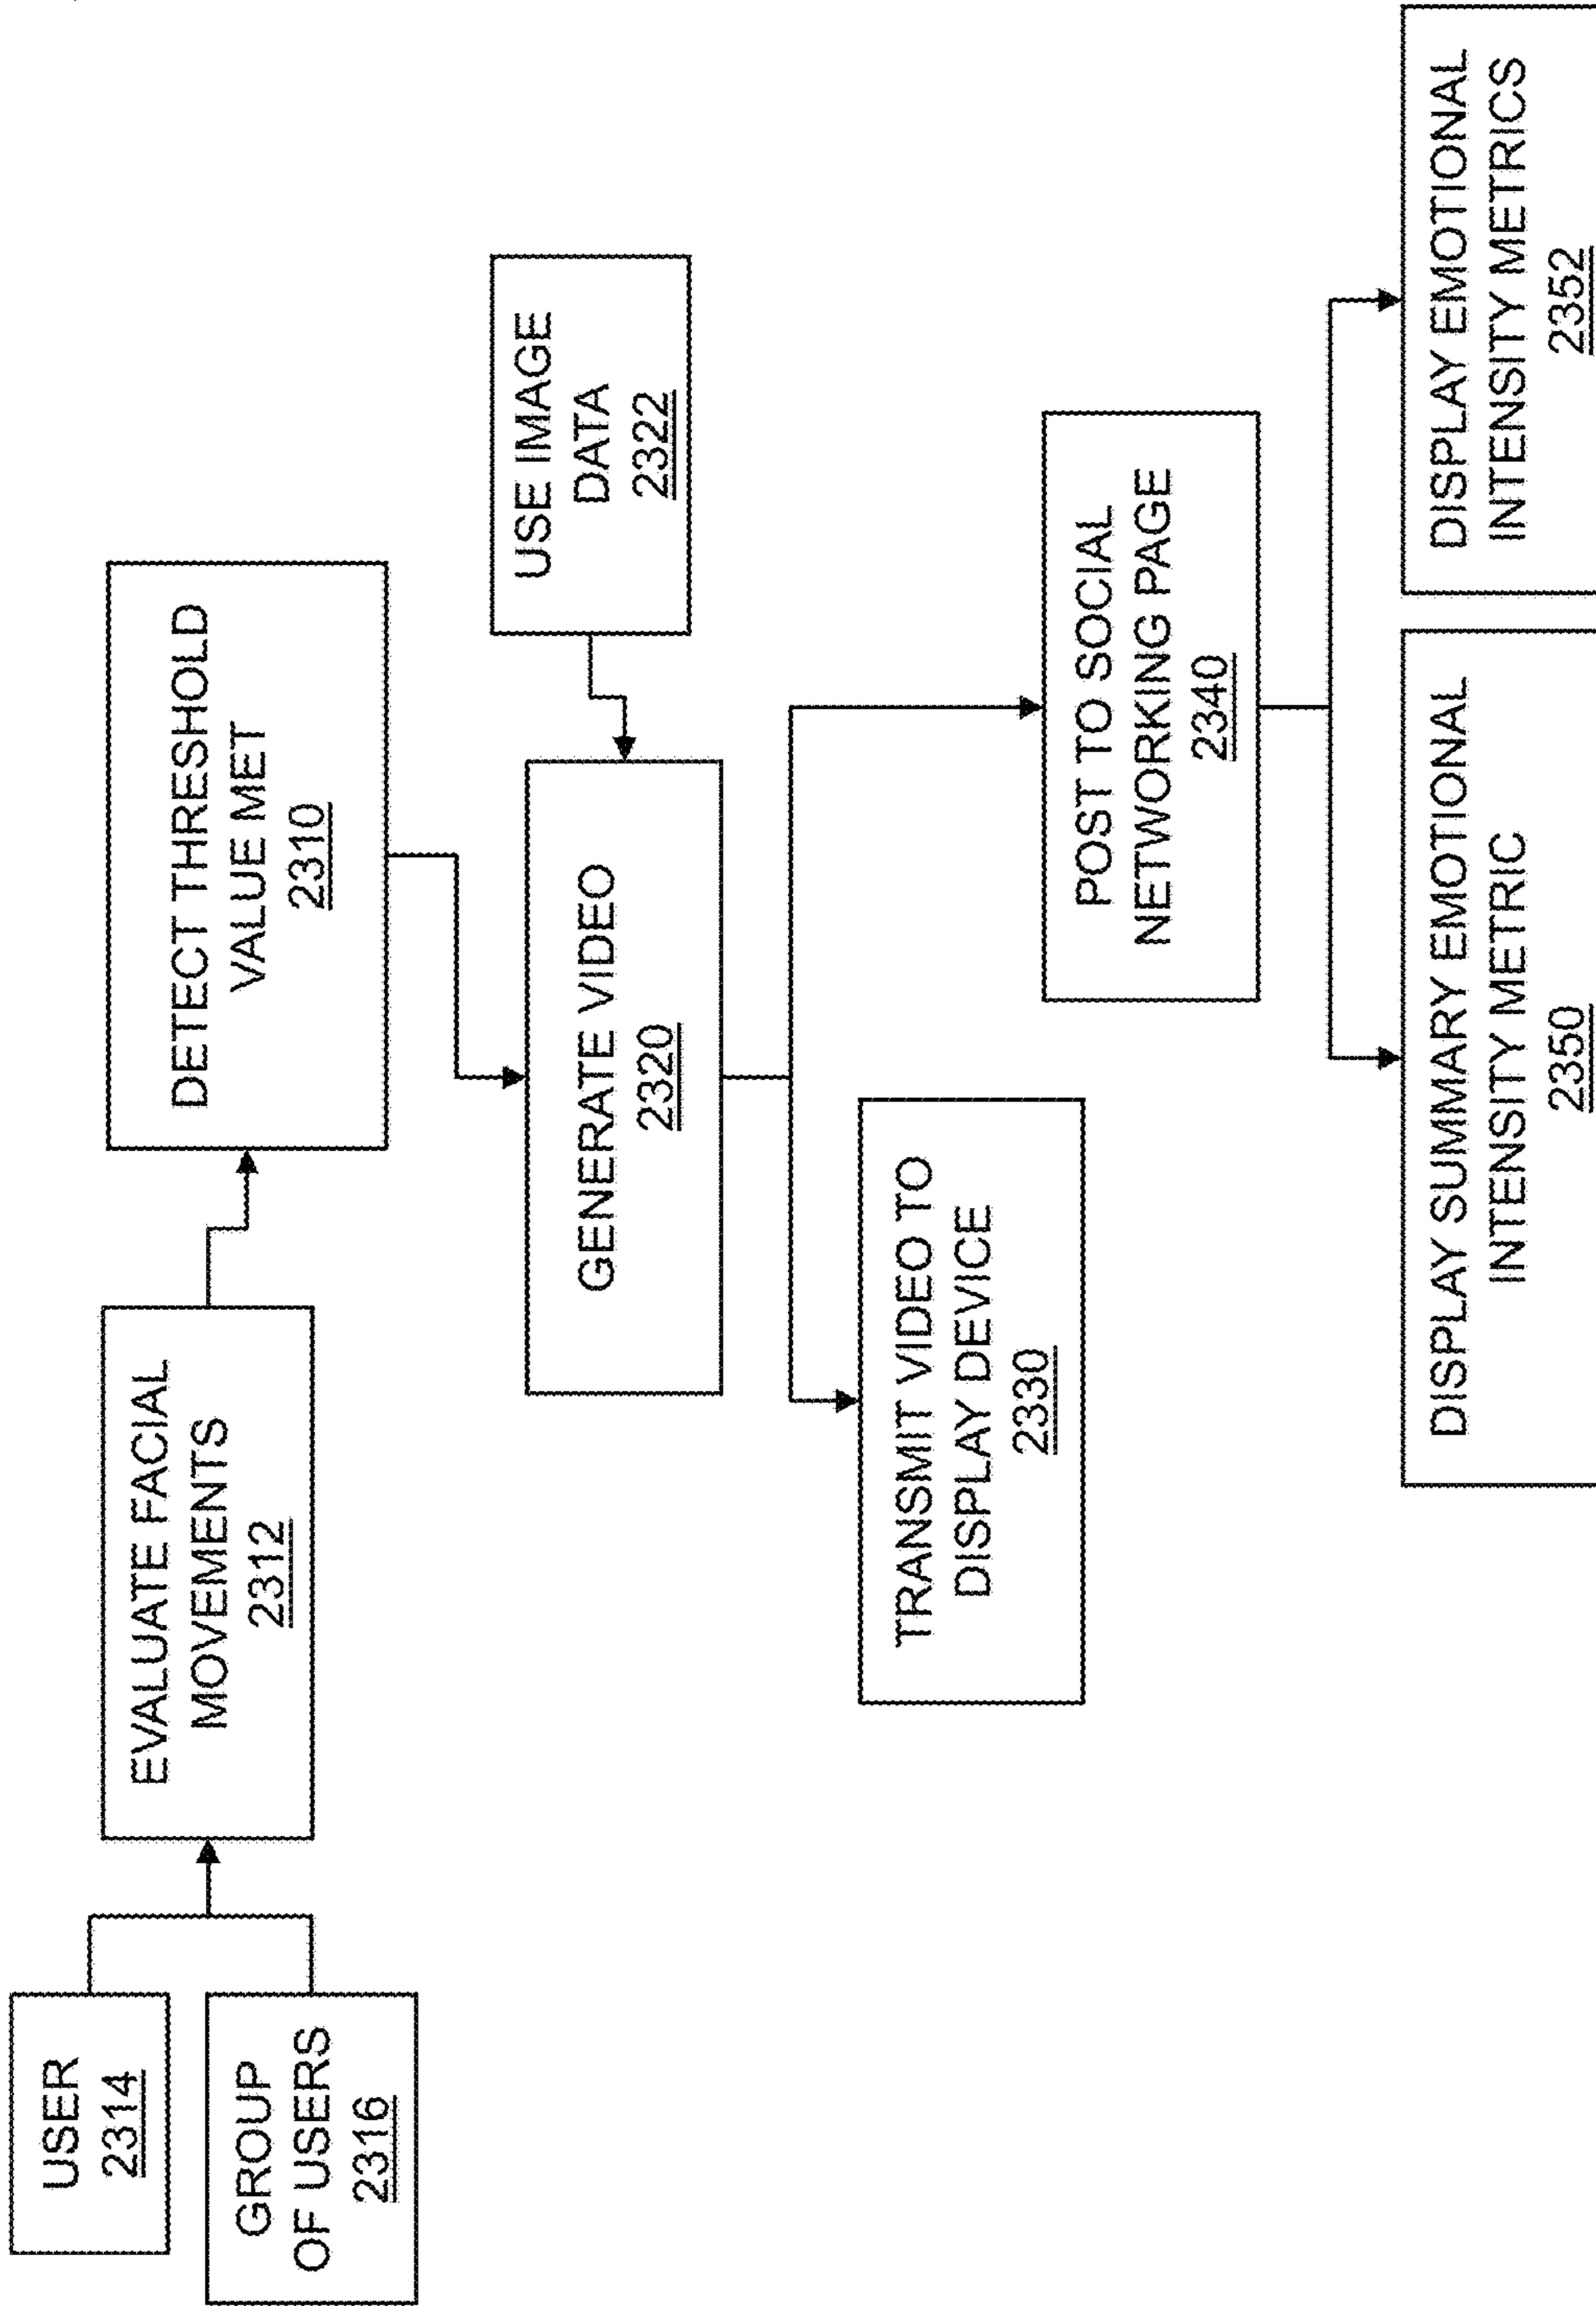 USER
2314
GROUP
OF USERS
2316
EVALUATE FACIAL
MOVEMENTS
2312
DETECT THRESHOLD
VALUE MET
2310
GENERATE VIDEO
2320
USE IMAGE
DATA
2322
TRANSMIT VIDEO TO
DISPLAY DEVICE
2330
POST TO SOCIAL
NETWORKING PAGE
2340
DISPLAY SUMMARY EMOTIONAL
INTENSITY METRIC
2350
DISPLAY EMOTIONAL
INTENSITY METRICS
2352